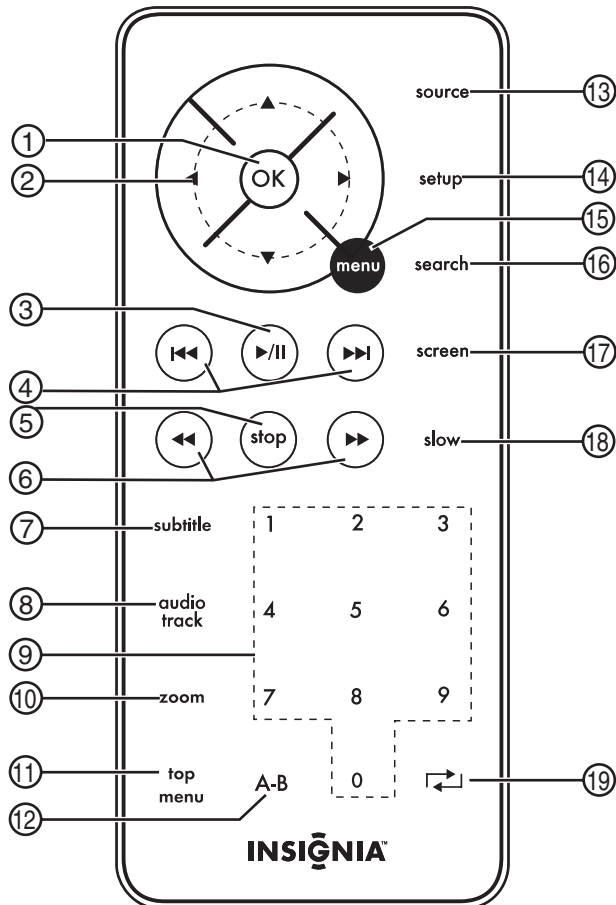 source ⑬
① OK
② setup ⑭
⑮
menu search ⑯
③
④ screen ⑰
⑤
stop slow ⑱
⑥
⑦ subtitle 1 2 3
⑧ audio
track 4 5 6
⑨
⑩ zoom 7 8 9
⑪ top
menu A-B 0 ⑲
⑫
INSIGNIA™